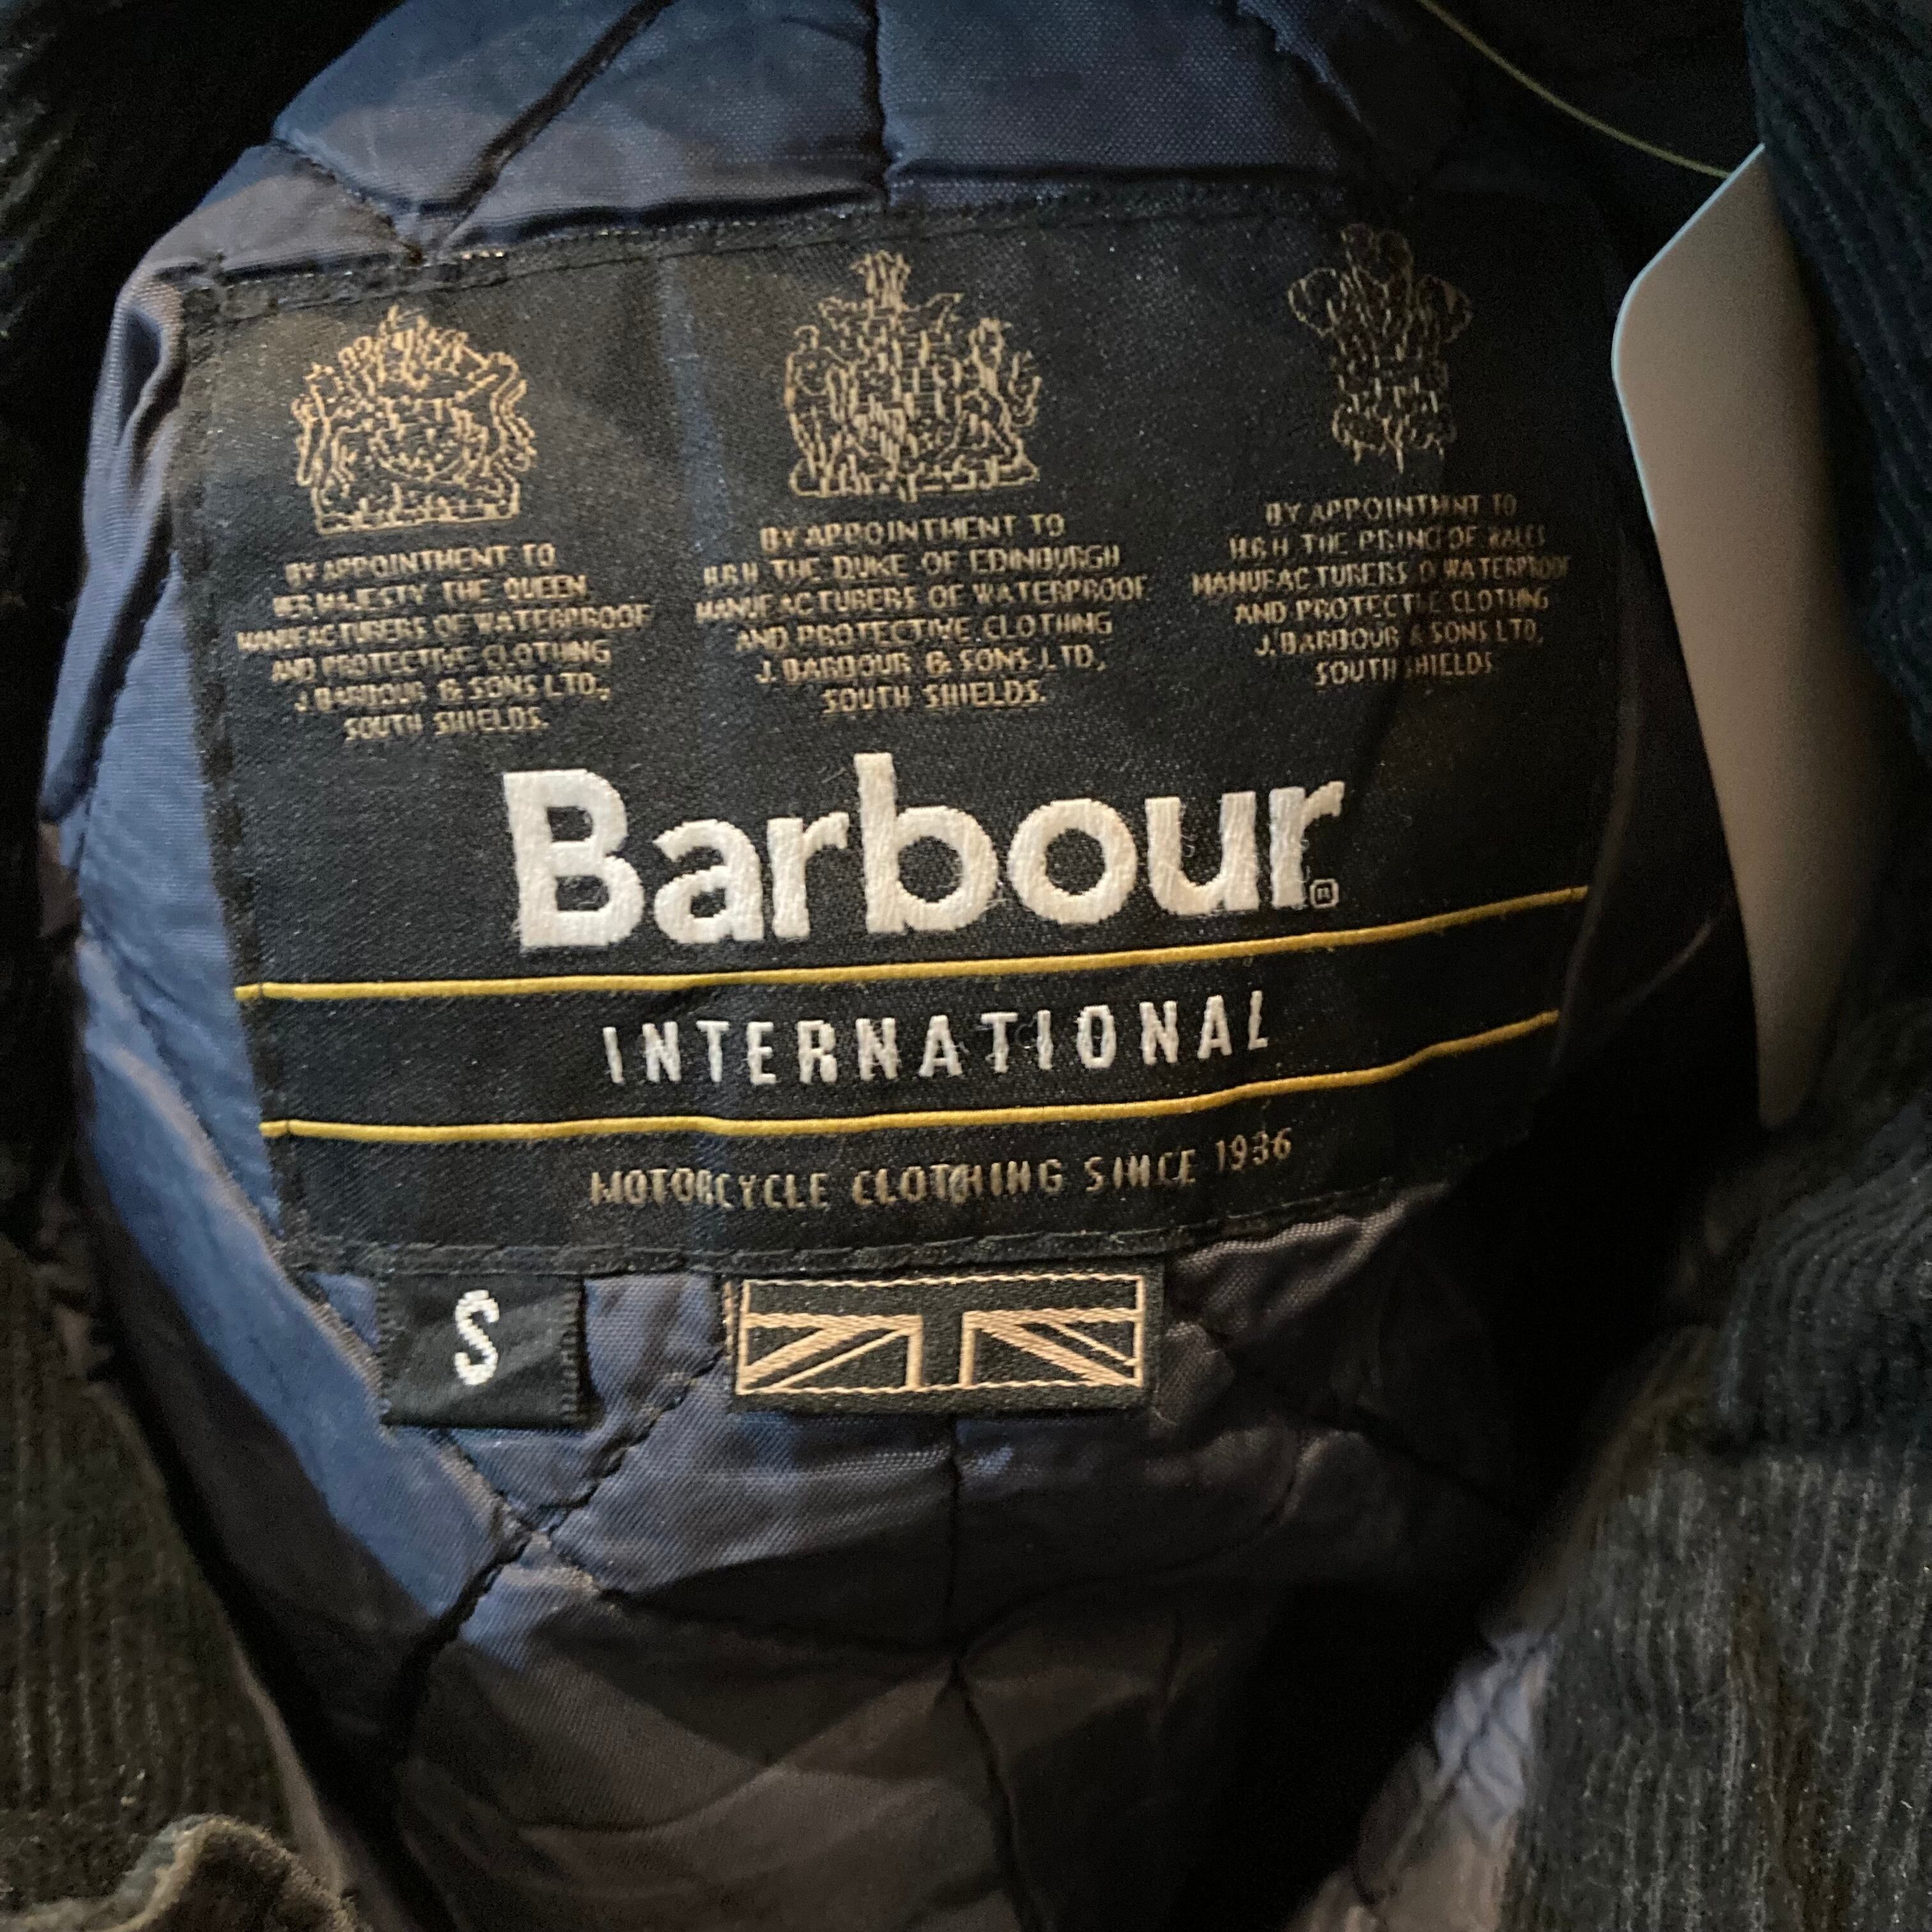 BY APPOINTMENT TO
HER MAJESTY THE QUEEN
MANUFACTURERS OF WATERPROOF
AND PROTECTIVE CLOTHING
J. BARBOUR & SONS LTD,
SOUTH SHIELDS.
BY APPOINTMENT TO
H.R.H THE DUKE OF EDINBURGH
MANUFACTURERS OF WATERPROOF
AND PROTECTIVE CLOTHING
J. BARBOUR & SONS LTD,
SOUTH SHIELDS.
BY APPOINTMENT TO
H.R.H THE PRINCE OF WALES
MANUFACTURERS OF WATERPROOF
AND PROTECTIVE CLOTHING
J. BARBOUR & SONS LTD,
SOUTH SHIELDS
Barbour®
INTERNATIONAL
MOTORCYCLE CLOTHING SINCE 1936
S